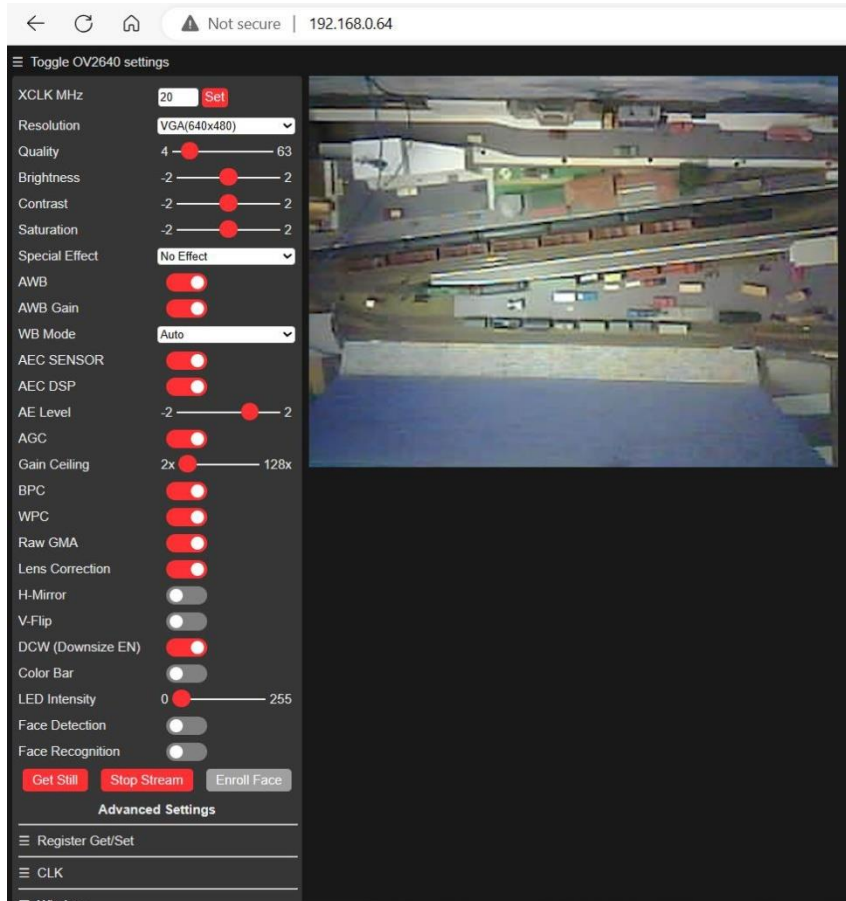 Not secure | 192.168.0.64
☰ Toggle OV2640 settings
XCLK MHz 20 Set
Resolution VGA(640x480)
Quality 4 63
Brightness -2 2
Contrast -2 2
Saturation -2 2
Special Effect No Effect
AWB
AWB Gain
WB Mode Auto
AEC SENSOR
AEC DSP
AE Level -2 2
AGC
Gain Ceiling 2x 128x
BPC
WPC
Raw GMA
Lens Correction
H-Mirror
V-Flip
DCW (Downsize EN)
Color Bar
LED Intensity 0 255
Face Detection
Face Recognition
Get Still Stop Stream Enroll Face
Advanced Settings
☰ Register Get/Set
☰ CLK